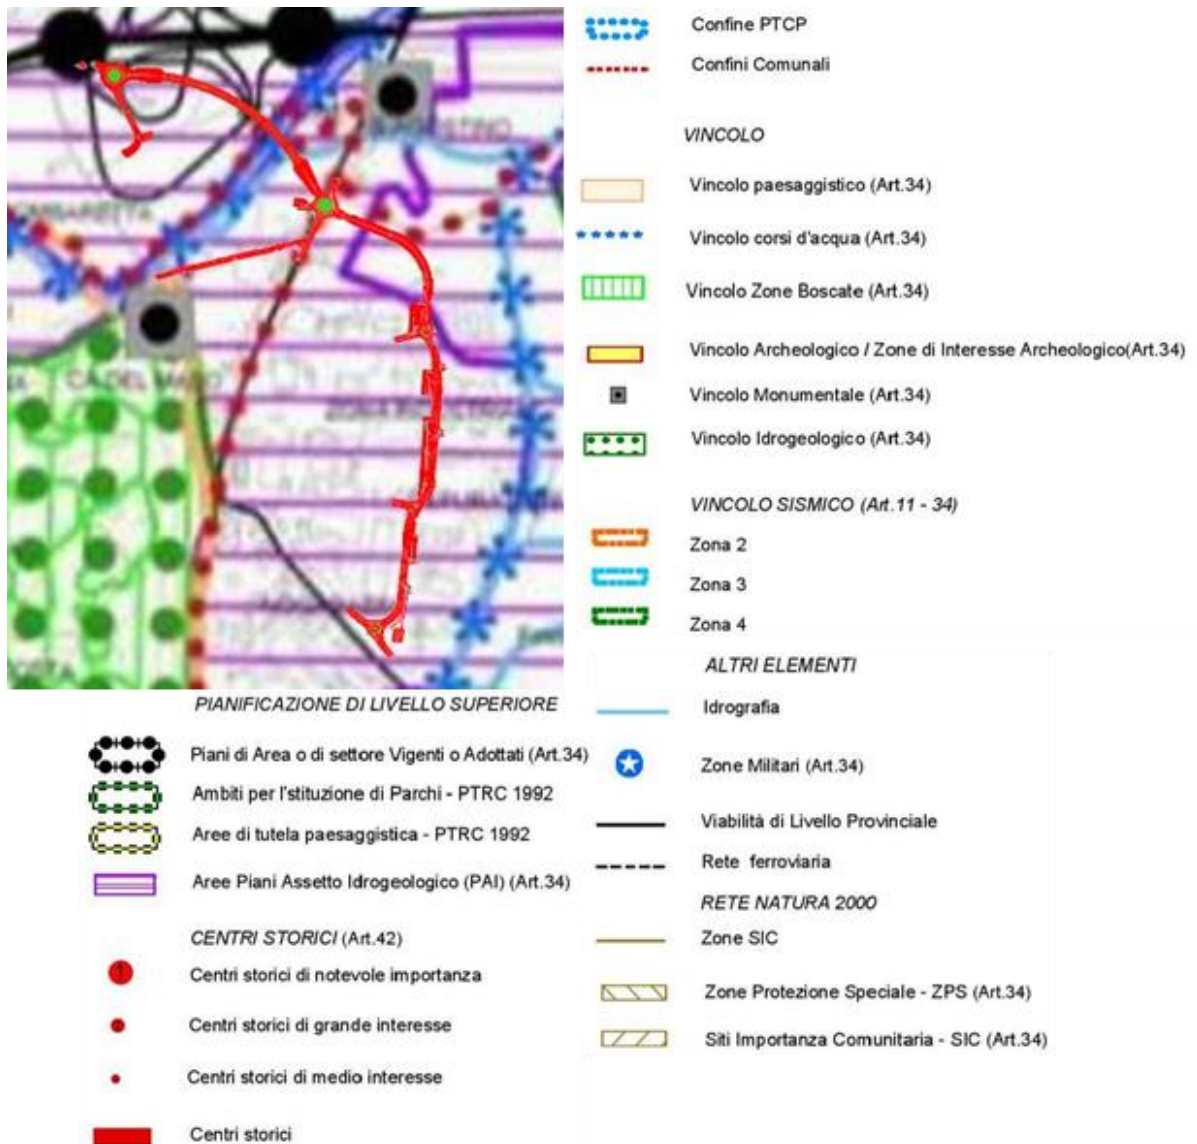 CA DEL
COSTA
Confine PTCP
Confini Comunali
VINCOLO
Vincolo paesaggistico (Art.34)
Vincolo corsi d'acqua (Art.34)
Vincolo Zone Boscate (Art.34)
Vincolo Archeologico / Zone di Interesse Archeologico(Art.34)
Vincolo Monumentale (Art.34)
Vincolo Idrogeologico (Art.34)
VINCOLO SISMICO (Art.11 - 34)
Zona 2
Zona 3
Zona 4
ALTRI ELEMENTI
Idrografia
Zone Militari (Art.34)
Viabilità di Livello Provinciale
Rete ferroviaria
RETE NATURA 2000
Zone SIC
Zone Protezione Speciale - ZPS (Art.34)
Siti Importanza Comunitaria - SIC (Art.34)
PIANIFICAZIONE DI LIVELLO SUPERIORE
Piani di Area o di settore Vigenti o Adottati (Art.34)
Ambiti per l'stituzione di Parchi - PTRC 1992
Aree di tutela paesaggistica - PTRC 1992
Aree Piani Assetto Idrogeologico (PAI) (Art.34)
CENTRI STORICI (Art.42)
1
Centri storici di notevole importanza
Centri storici di grande interesse
Centri storici di medio interesse
Centri storici